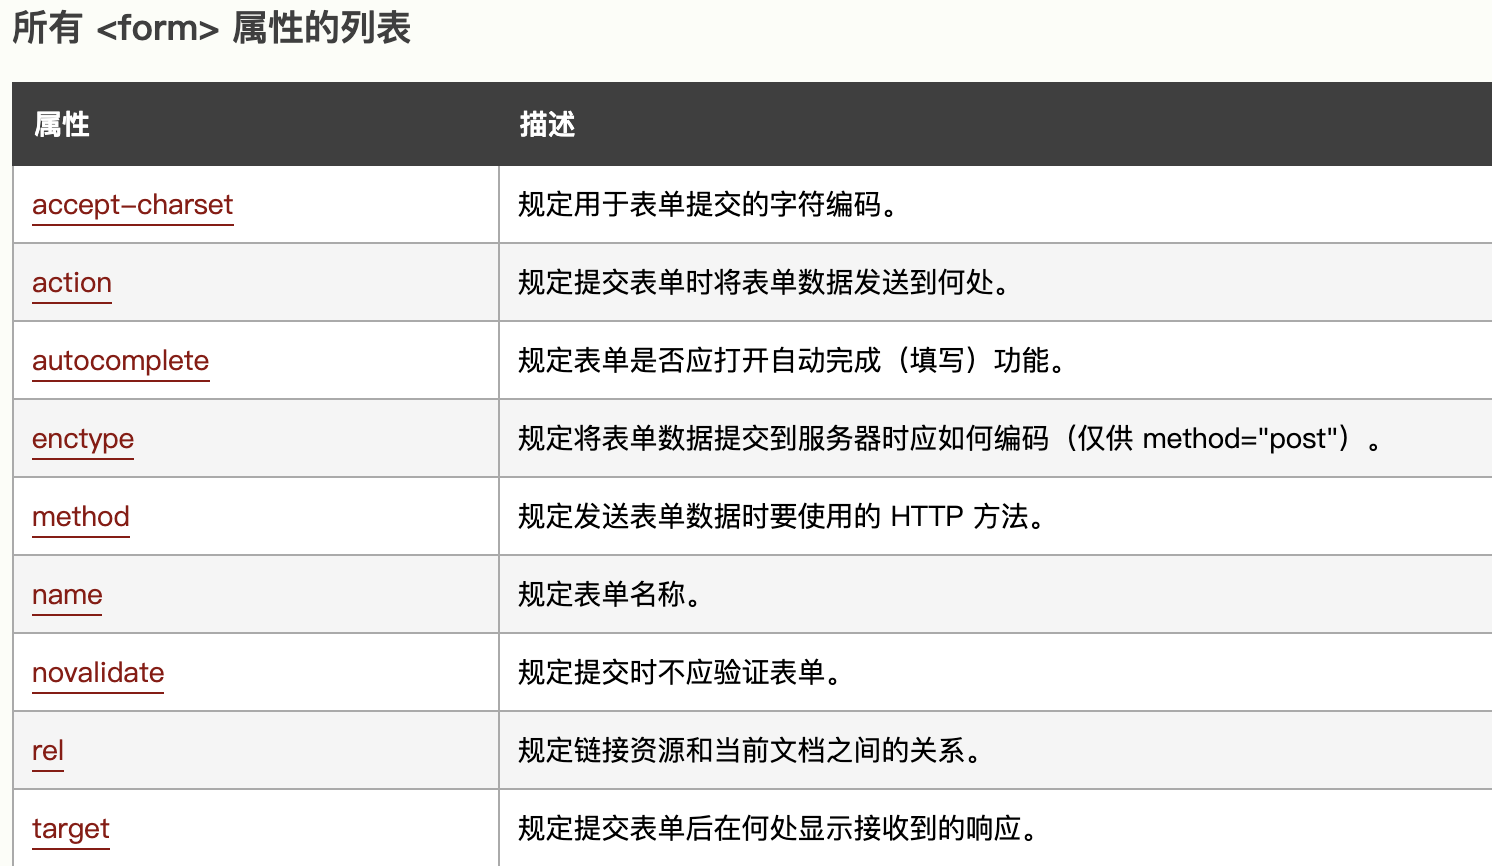 所有 <form> 属性的列表
属性 描述
accept-charset 规定用于表单提交的字符编码。
action 规定提交表单时将表单数据发送到何处。
autocomplete 规定表单是否应打开自动完成（填写）功能。
enctype 规定将表单数据提交到服务器时应如何编码（仅供 method="post"）。
method 规定发送表单数据时要使用的 HTTP 方法。
name 规定表单名称。
novalidate 规定提交时不应验证表单。
rel 规定链接资源和当前文档之间的关系。
target 规定提交表单后在何处显示接收到的响应。